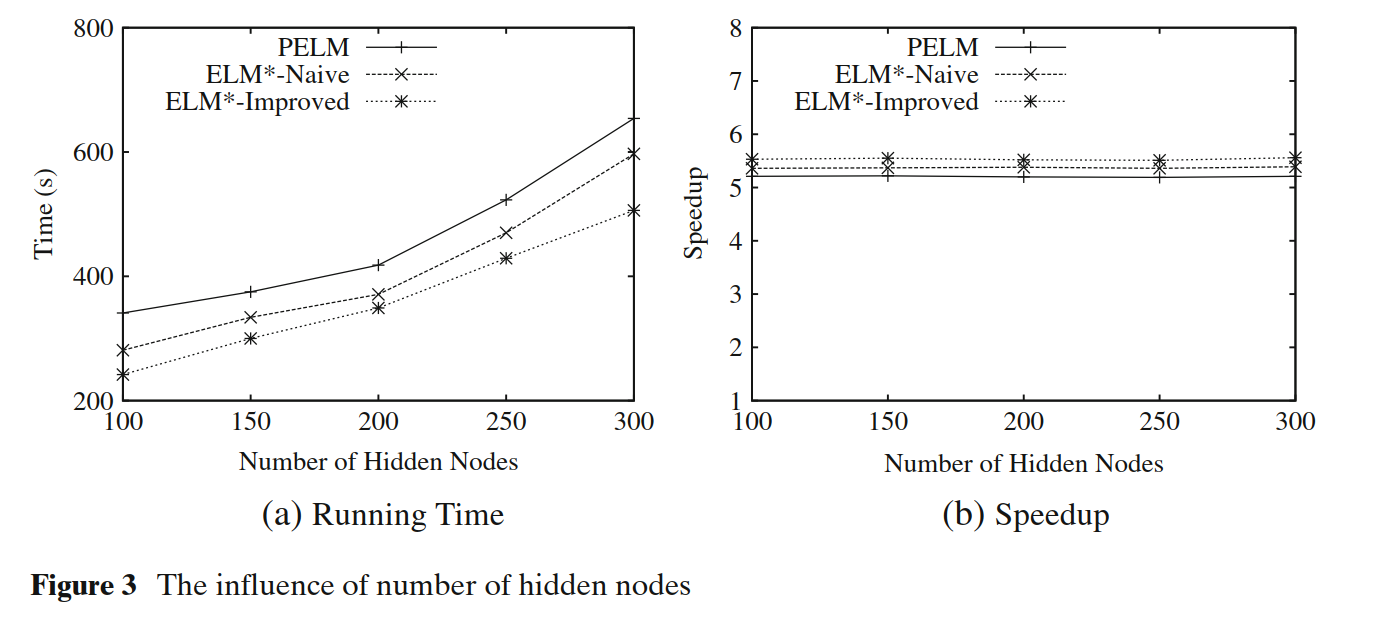 800
600
400
200
Time (s)
PELM
ELM*-Naive
ELM*-Improved
100 150 200 250 300
Number of Hidden Nodes
(a) Running Time
8
7
6
5
4
3
2
1
Speedup
PELM
ELM*-Naive
ELM*-Improved
100 150 200 250 300
Number of Hidden Nodes
(b) Speedup
Figure 3 The influence of number of hidden nodes